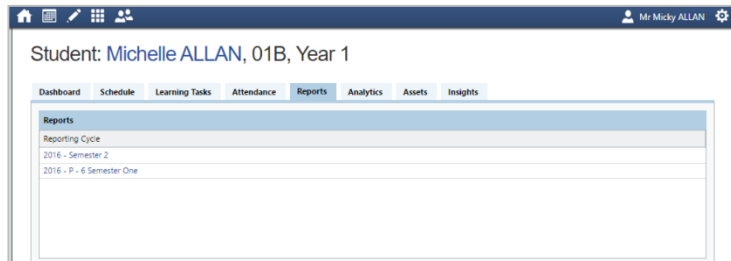 Mr Micky ALLAN
Student: Michelle ALLAN, 01B, Year 1
Dashboard Schedule Learning Tasks Attendance Reports Analytics Assets Insights
Reports
Reporting Cycle
2016 - Semester 2
2016 - P - 6 Semester One